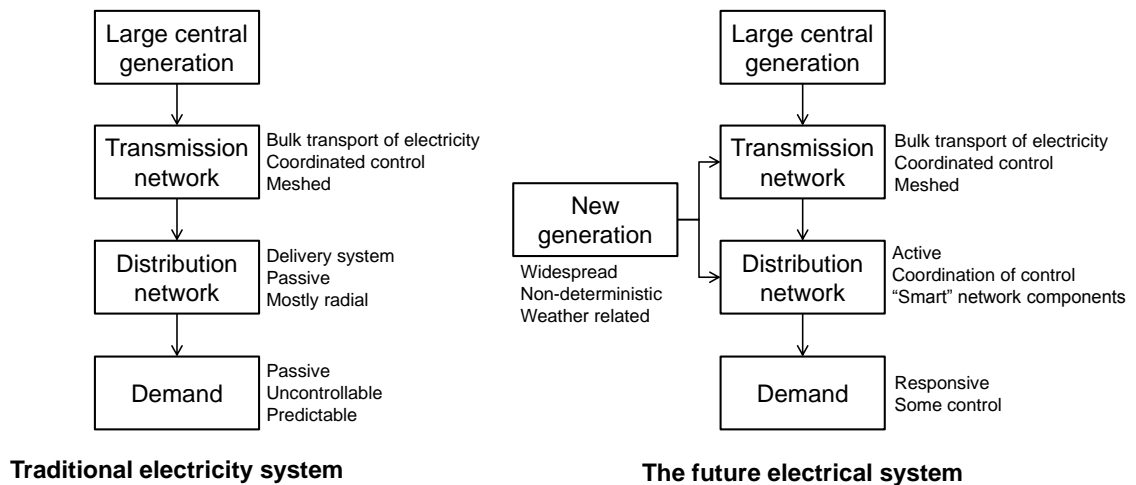 Large central
generation
Transmission
network
Bulk transport of electricity
Coordinated control
Meshed
Distribution
network
Delivery system
Passive
Mostly radial
Demand
Passive
Uncontrollable
Predictable
Traditional electricity system
Large central
generation
Transmission
network
Bulk transport of electricity
Coordinated control
Meshed
New
generation
Widespread
Non-deterministic
Weather related
Distribution
network
Active
Coordination of control
“Smart” network components
Demand
Responsive
Some control
The future electrical system